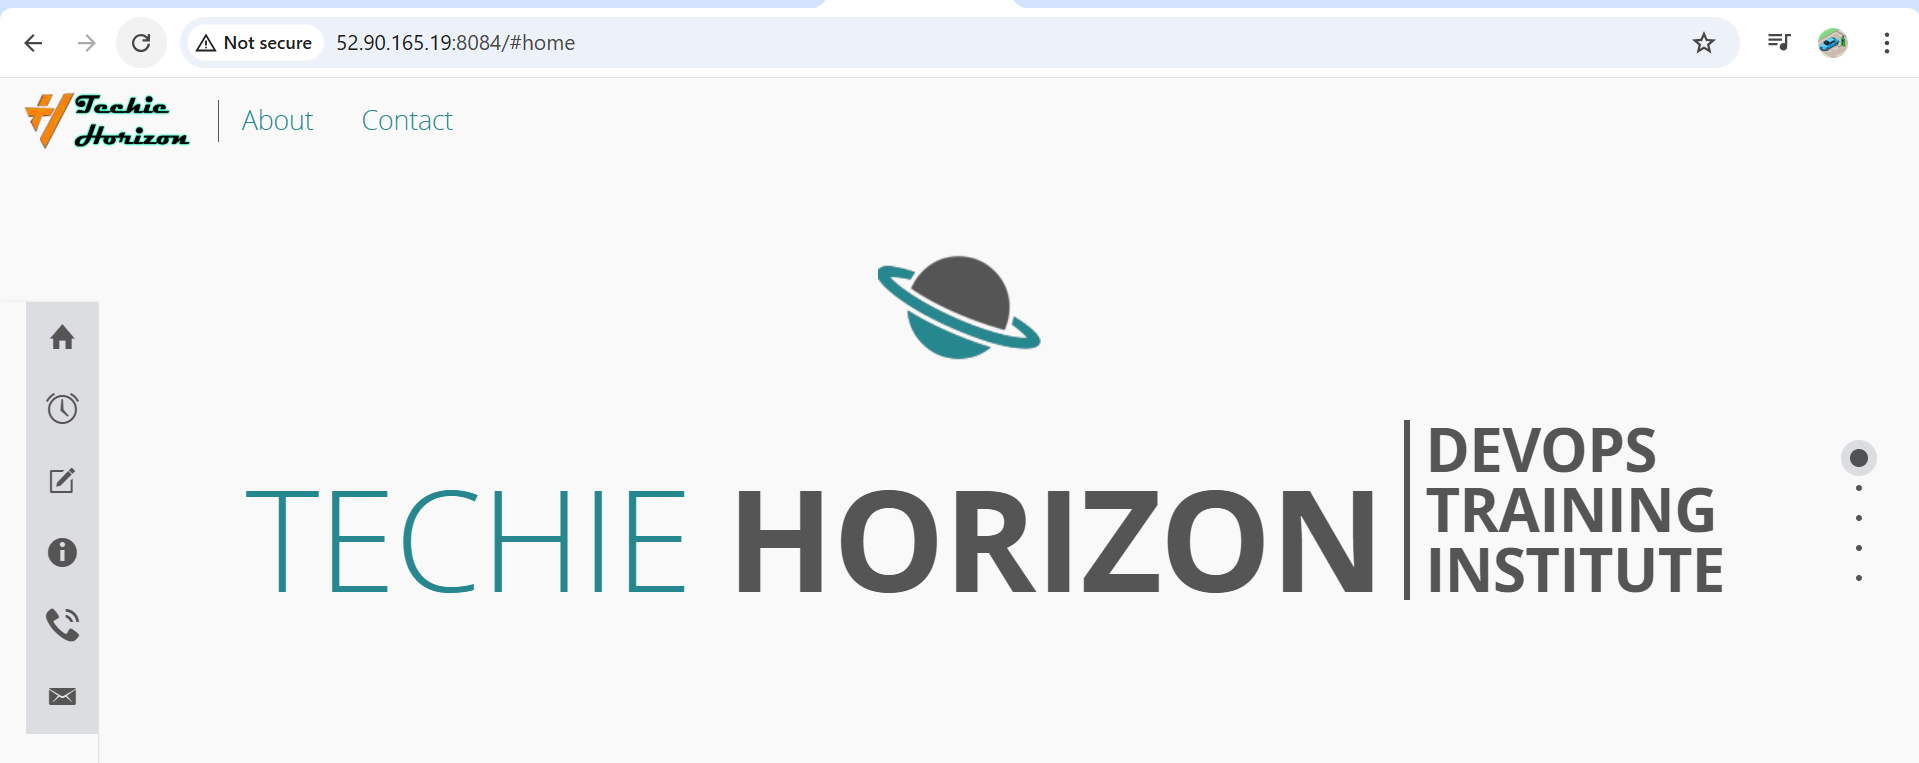 Not secure
52.90.165.19:8084/#home
Techie
Horizon
About
Contact
TECHIE HORIZON
DEVOPS
TRAINING
INSTITUTE